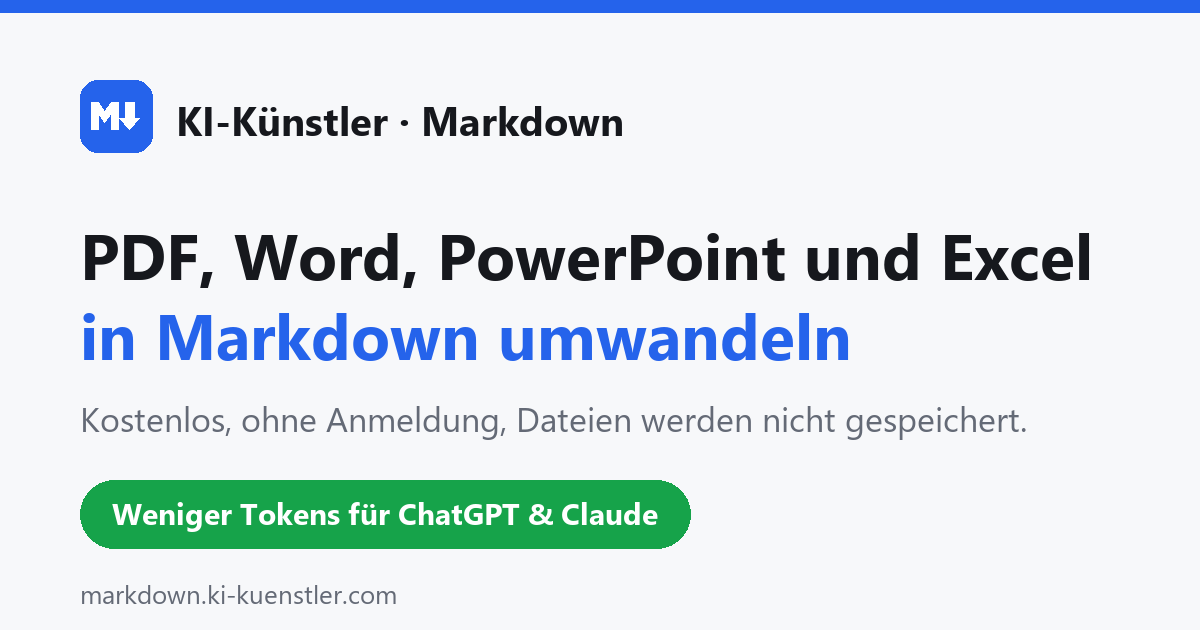 M↓
KI-Künstler · Markdown
PDF, Word, PowerPoint und Excel
in Markdown umwandeln
Kostenlos, ohne Anmeldung, Dateien werden nicht gespeichert.
Weniger Tokens für ChatGPT & Claude
markdown.ki-kuenstler.com